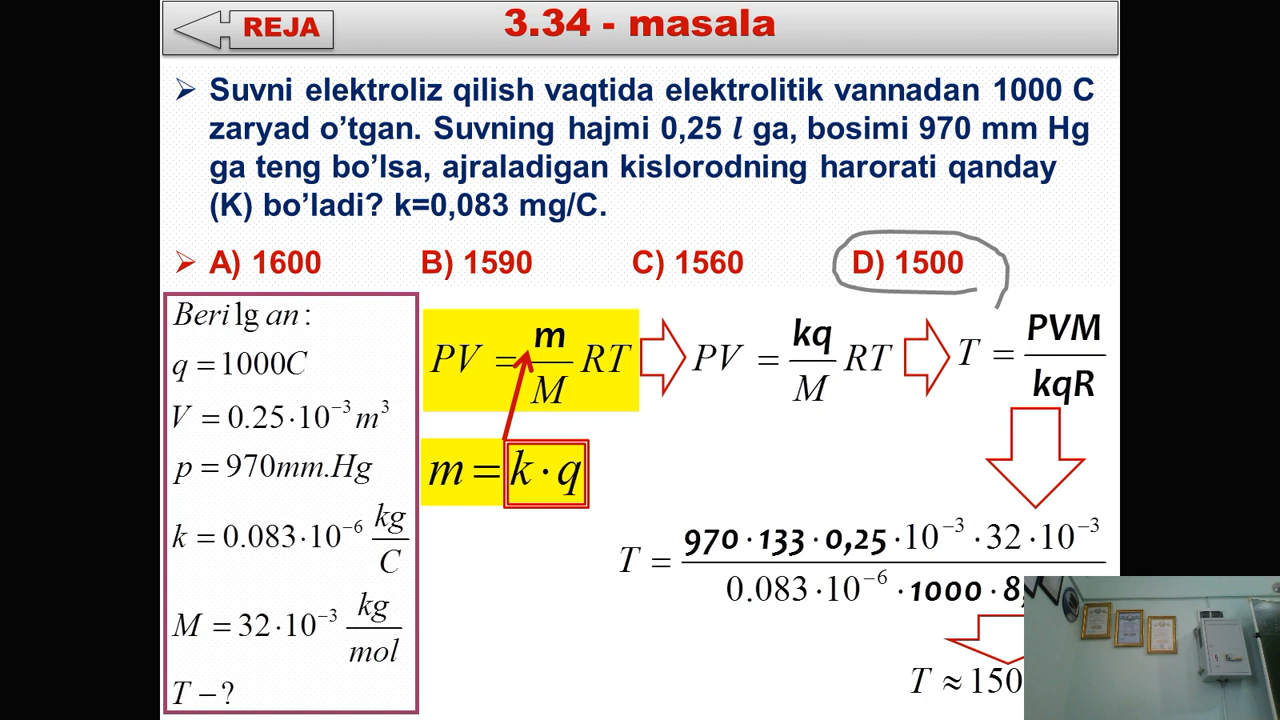 REJA
3.34 - masala
➢ Suvni elektroliz qilish vaqtida elektrolitik vannadan 1000 C
zaryad o’tgan. Suvning hajmi 0,25 l ga, bosimi 970 mm Hg
ga teng bo’lsa, ajraladigan kislorodning harorati qanday
(K) bo’ladi? k=0,083 mg/C.
➢ A) 1600 B) 1590 C) 1560 D) 1500
Berilgan:
q = 1000C
V = 0.25·10⁻³ m³
p = 970mm.Hg
k = 0.083·10⁻⁶ kg/C
M = 32·10⁻³ kg/mol
T – ?
PV = m/M RT
PV = kq/M RT
T = PVM/kqR
m = k · q
T = 970 · 133 · 0,25 · 10⁻³ · 32 · 10⁻³ / 0.083 · 10⁻⁶ · 1000 · 8,
T ≈ 150